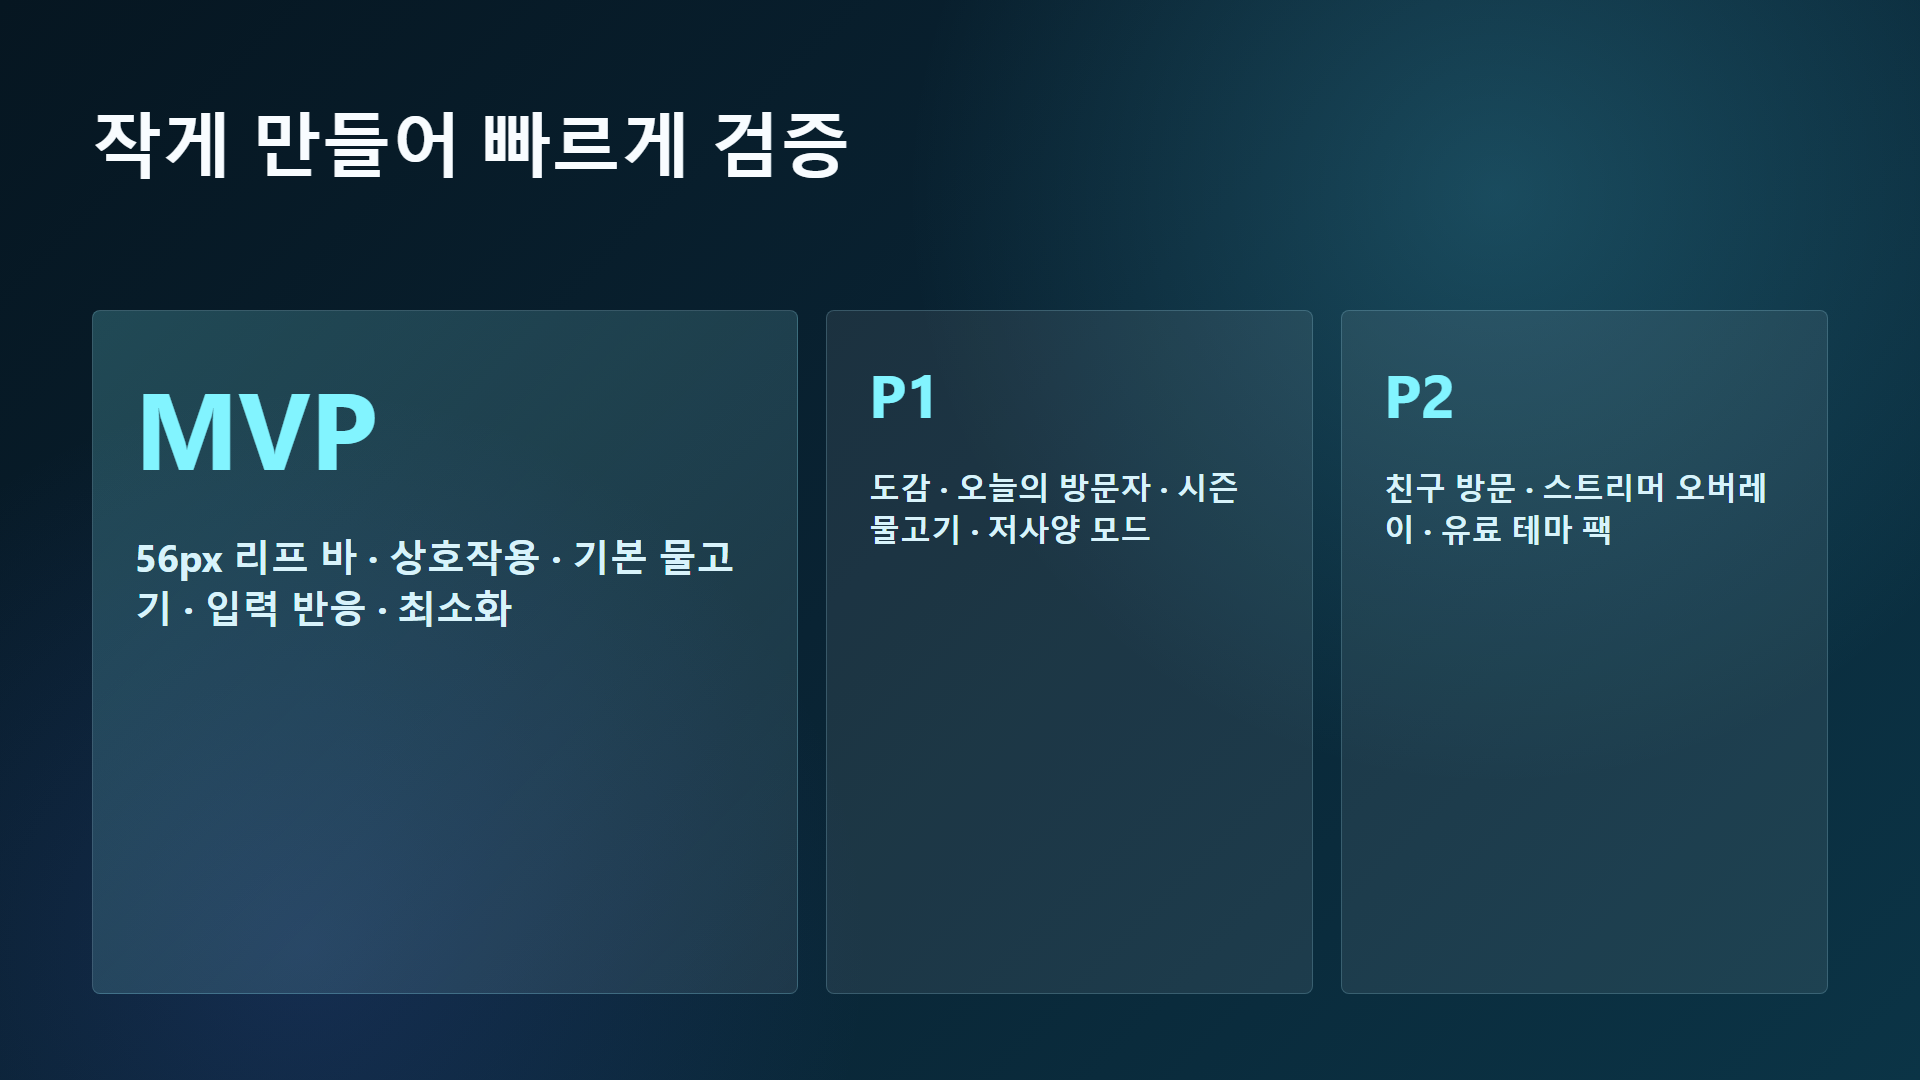 작게 만들어 빠르게 검증
MVP
56px 리프 바 · 상호작용 · 기본 물고
기 · 입력 반응 · 최소화
P1
도감 · 오늘의 방문자 · 시즌
물고기 · 저사양 모드
P2
친구 방문 · 스트리머 오버레
이 · 유료 테마 팩